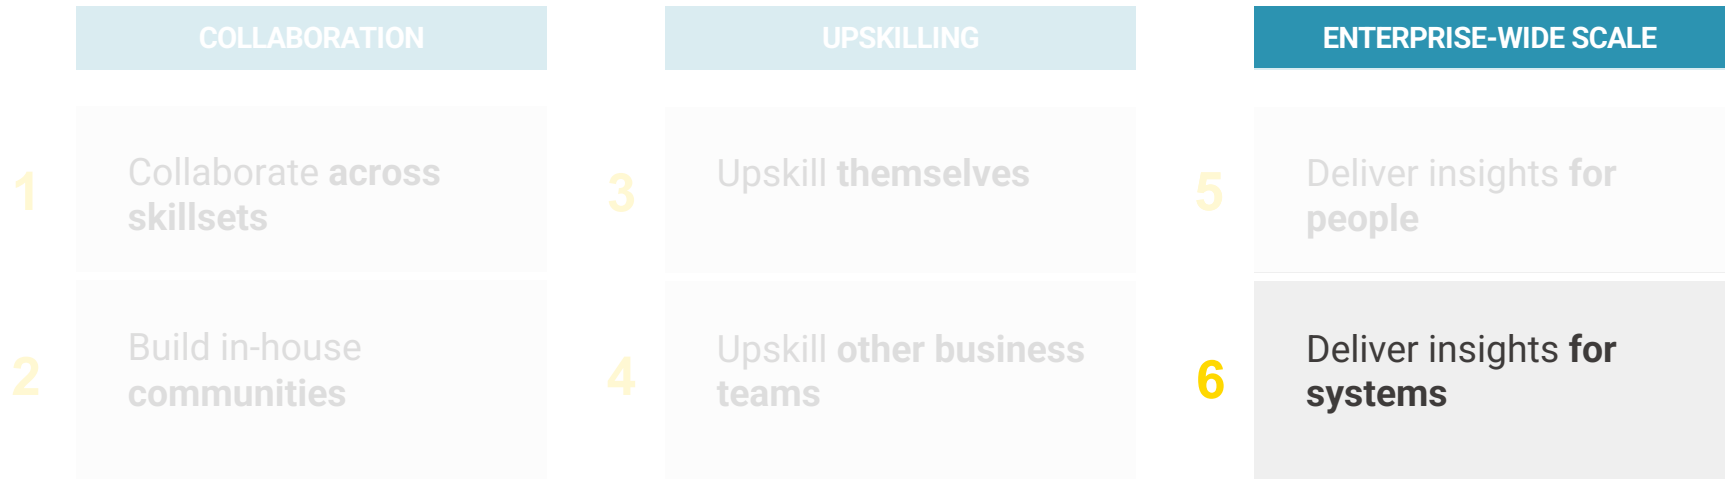 COLLABORATION
1
Collaborate across
skillsets
2
Build in-house
communities
UPSKILLING
3
Upskill themselves
4
Upskill other business
teams
ENTERPRISE-WIDE SCALE
5
Deliver insights for
people
6
Deliver insights for
systems